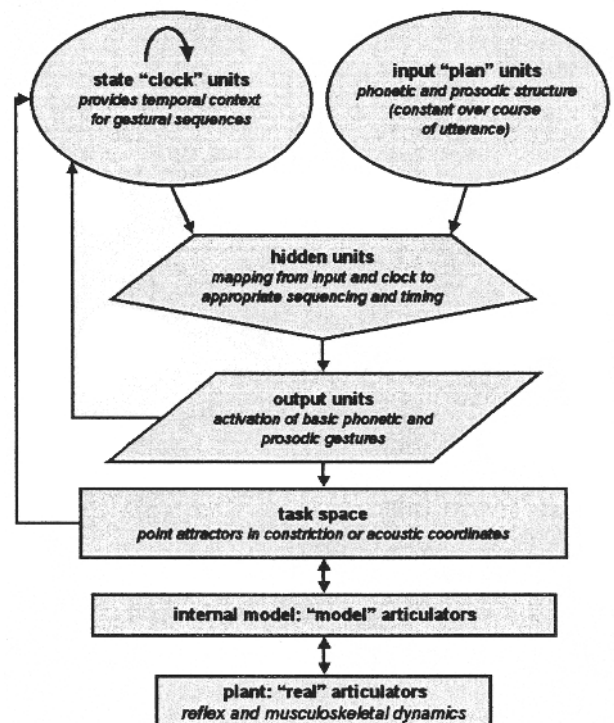 state “clock” units
provides temporal context
for gestural sequences
input “plan” units
phonetic and prosodic structure
(constant over course
of utterance)
hidden units
mapping from input and clock to
appropriate sequencing and timing
output units
activation of basic phonetic and
prosodic gestures
task space
point attractors in constriction or acoustic coordinates
internal model: “model” articulators
plant: “real” articulators
reflex and musculoskeletal dynamics